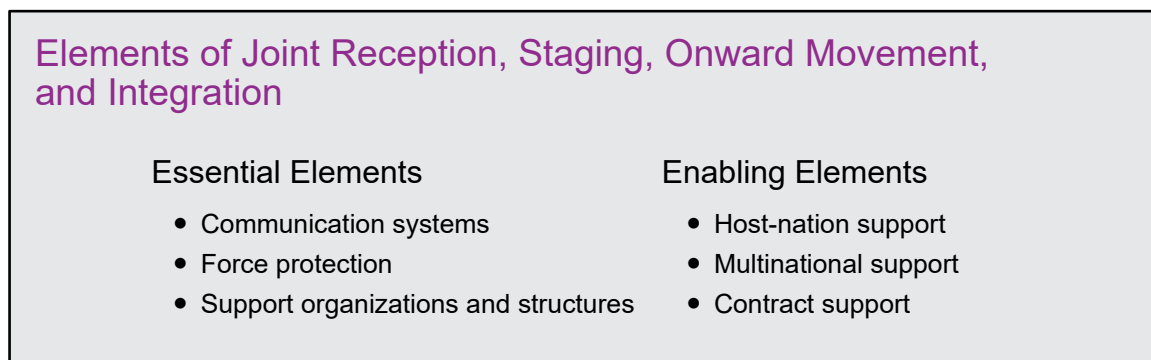 Elements of Joint Reception, Staging, Onward Movement,
and Integration
Essential Elements
• Communication systems
• Force protection
• Support organizations and structures
Enabling Elements
• Host-nation support
• Multinational support
• Contract support